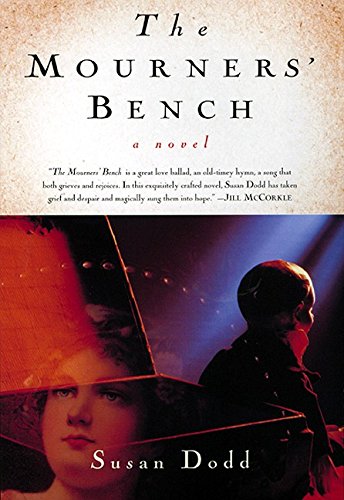 The
MOURNERS'
BENCH
a novel
"The Mourners' Bench is a great love ballad, an old-timey hymn, a song that
both grieves and rejoices. In this exquisitely crafted novel, Susan Dodd has taken
grief and despair and magically sung them into hope." —JILL MCCORKLE
Susan Dodd